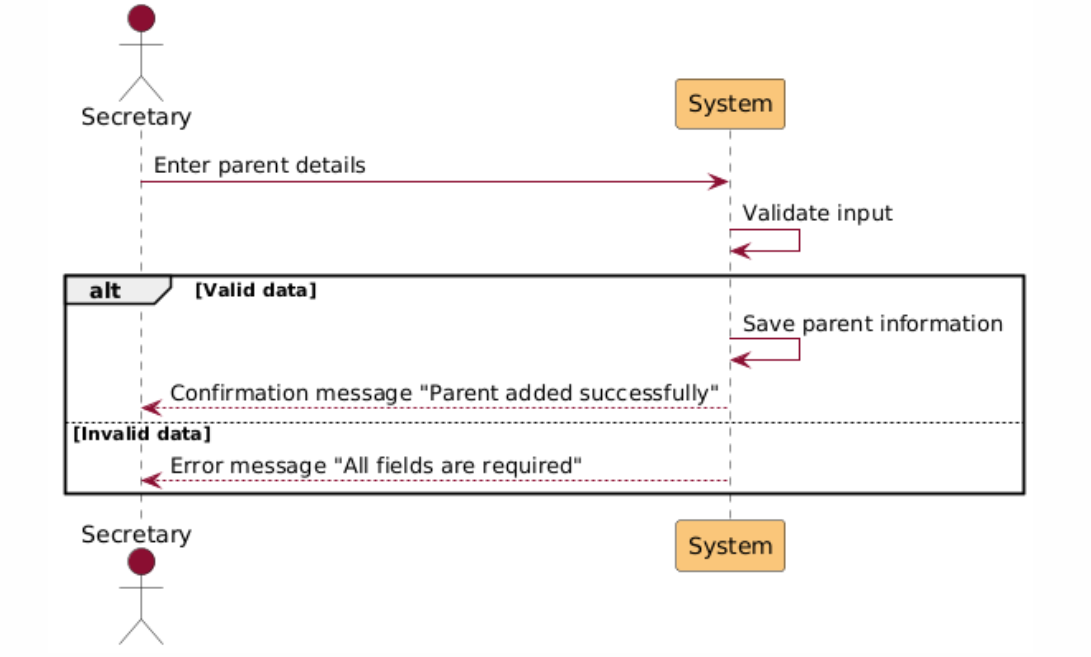 Secretary
System
Enter parent details
Validate input
alt
[Valid data]
Save parent information
Confirmation message "Parent added successfully"
[Invalid data]
Error message "All fields are required"
Secretary
System